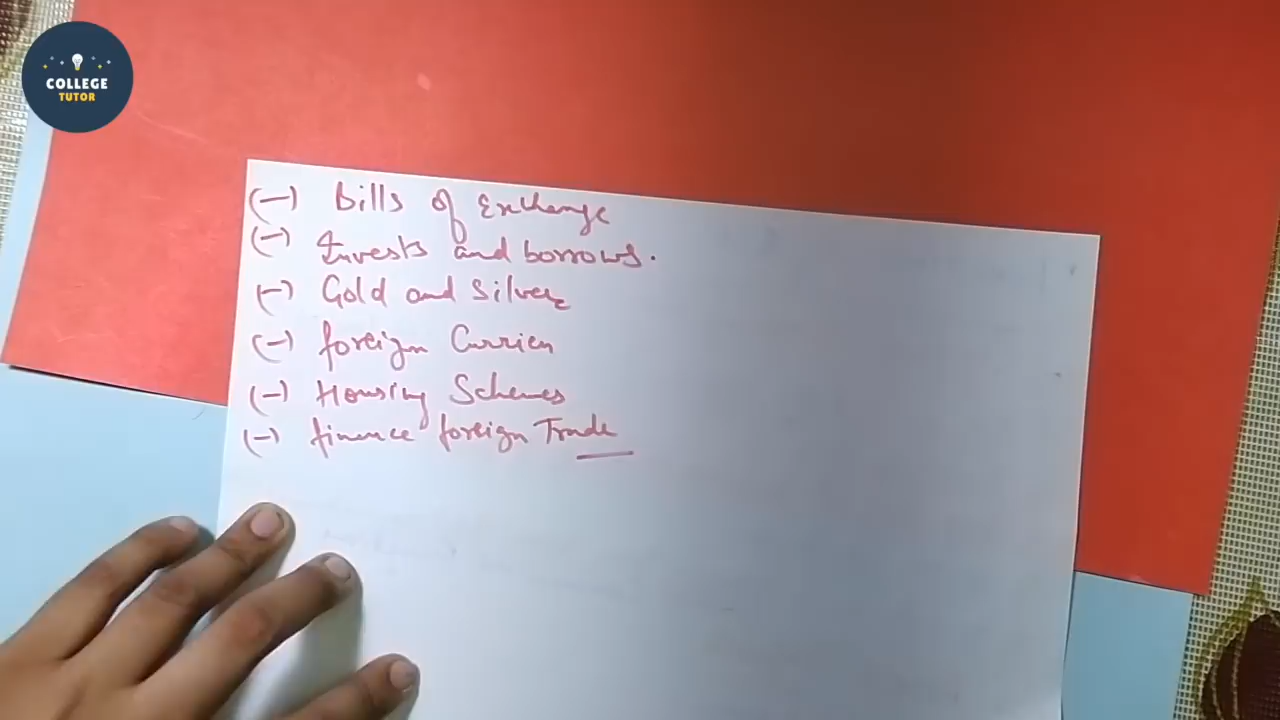 COLLEGE
TUTOR
(-) Bills of Exchange
(-) Invests and borrows.
(-) Gold and Silver
(-) foreign Curries
(-) Housing Schemes
(-) finance foreign Trade